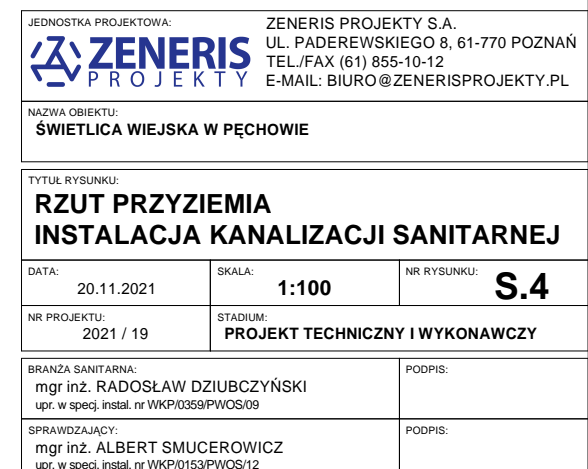 JEDNOSTKA PROJEKTOWA:
ZENERIS
PROJEKTY
ZENERIS PROJEKTY S.A.
UL. PADEREWSKIEGO 8, 61-770 POZNAŃ
TEL./FAX (61) 855-10-12
E-MAIL: BIURO@ZENERISPROJEKTY.PL
NAZWA OBIEKTU:
ŚWIETLICA WIEJSKA W PĘCHOWIE
TYTUŁ RYSUNKU:
RZUT PRZYZIEMIA
INSTALACJA KANALIZACJI SANITARNEJ
DATA:
20.11.2021
SKALA:
1:100
NR RYSUNKU:
S.4
NR PROJEKTU:
2021 / 19
STADIUM:
PROJEKT TECHNICZNY I WYKONAWCZY
BRANŻA SANITARNA:
mgr inż. RADOSŁAW DZIUBCZYŃSKI
upr. w specj. instal. nr WKP/0359/PWOS/09
PODPIS:
SPRAWDZAJĄCY:
mgr inż. ALBERT SMUCEROWICZ
upr. w specj. instal. nr WKP/0153/PWOS/12
PODPIS: